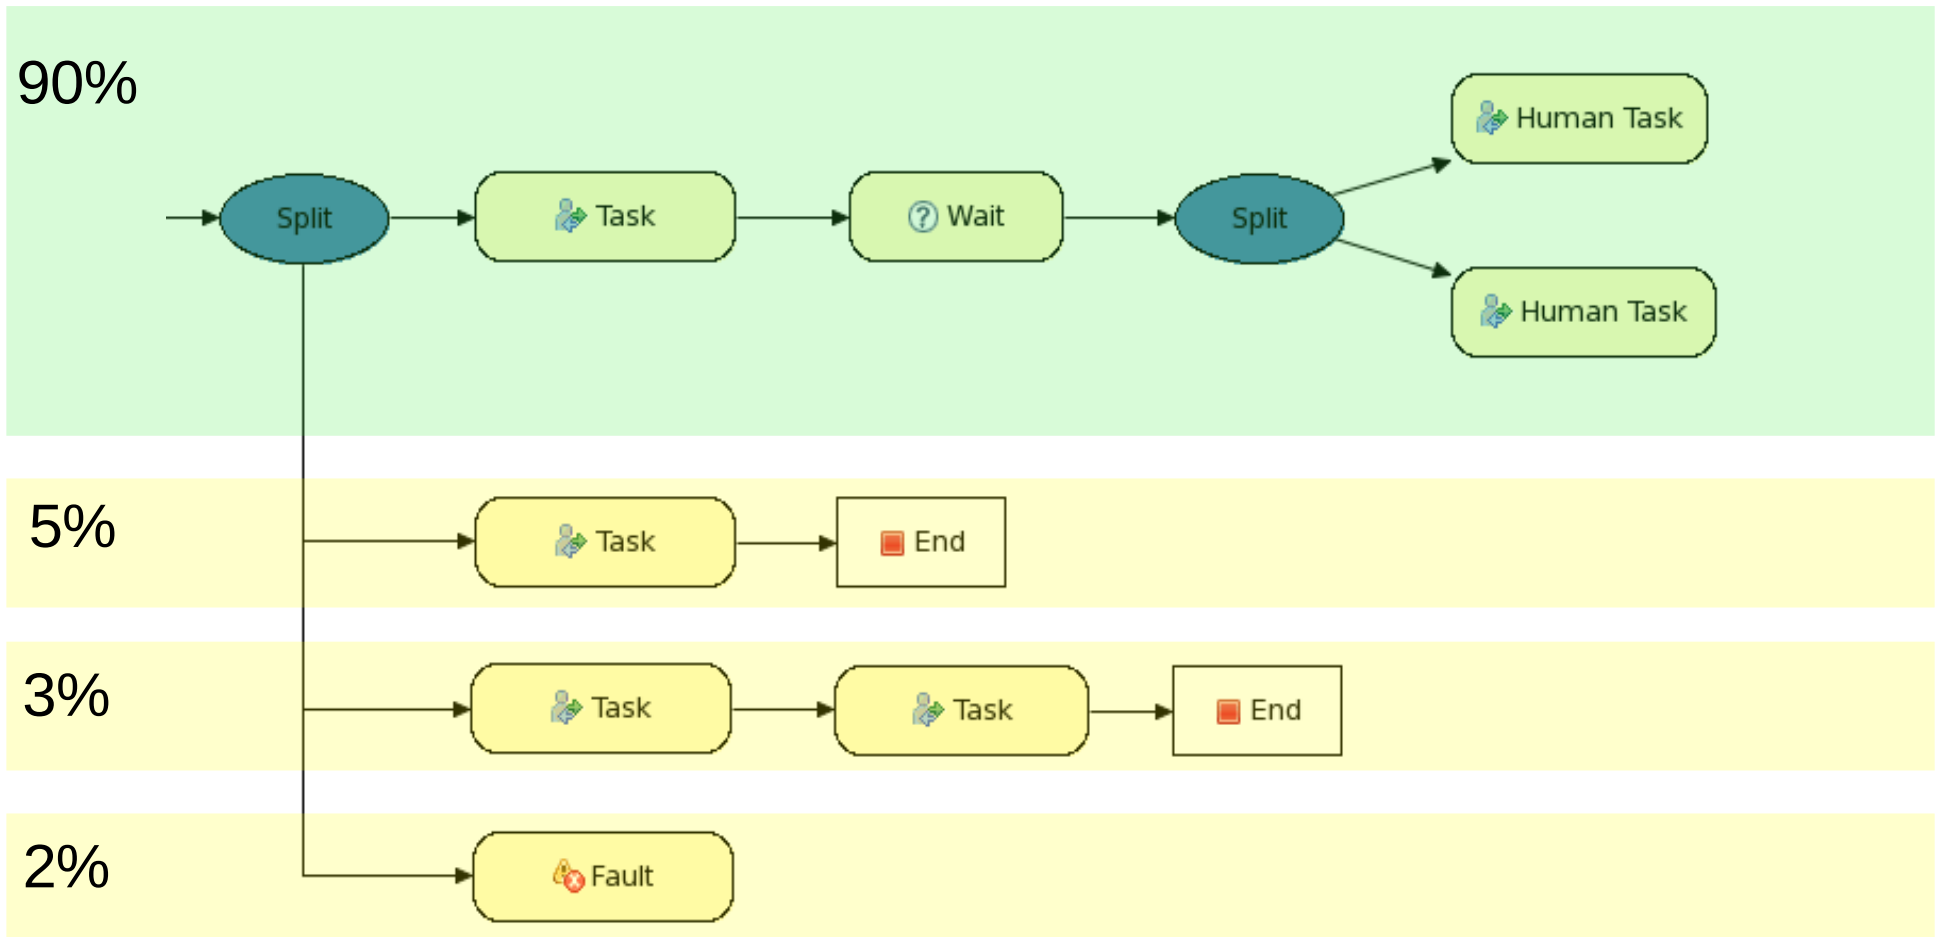 90%
Human Task
Split
Task
Wait
Split
Human Task
5%
Task
End
3%
Task
Task
End
2%
Fault